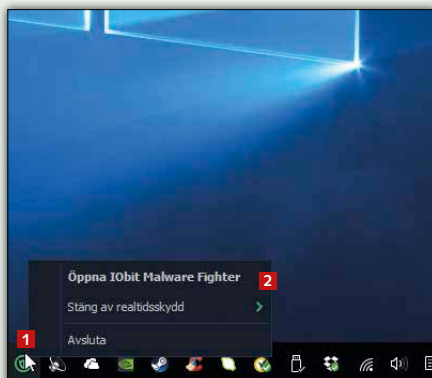 Öppna IObit Malware Fighter 2
Stäng av realtidsskydd
1
Avsluta